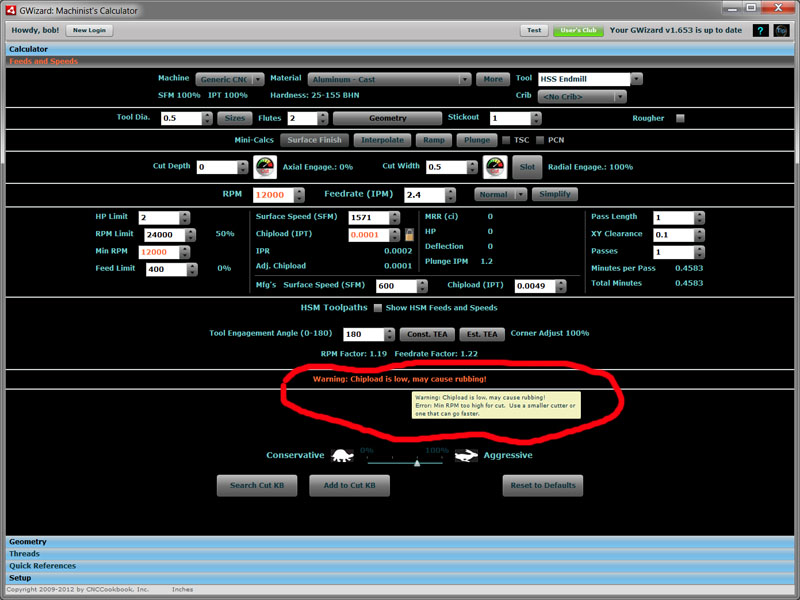 GWizard: Machinist's Calculator
Howdy, bob! New Login Test User's Club Your GWizard v1.653 is up to date ?
Calculator
Feeds and Speeds
Machine Generic CNC Material Aluminum - Cast More Tool HSS Endmill
SFM 100% IPT 100% Hardness: 25-155 BHN Crib <No Crib>
Tool Dia. 0.5 Sizes Flutes 2 Geometry Stickout 1 Rougher
Mini-Calcs Surface Finish Interpolate Ramp Plunge TSC PCN
Cut Depth 0 Axial Engage.: 0% Cut Width 0.5 Slot Radial Engage.: 100%
RPM 12000 Feedrate (IPM) 2.4 Normal Simplify
HP Limit 2 Surface Speed (SFM) 1571 MRR (ci) 0 Pass Length 1
RPM Limit 24000 50% Chipload (IPT) 0.0001 HP 0 XY Clearance 0.1
Min RPM 12000 IPR 0.0002 Deflection 0 Passes 1
Feed Limit 400 0% Adj. Chipload 0.0001 Plunge IPM 1.2 Minutes per Pass 0.4583
Mfg's Surface Speed (SFM) 600 Chipload (IPT) 0.0049 Total Minutes 0.4583
HSM Toolpaths Show HSM Feeds and Speeds
Tool Engagement Angle (0-180) 180 Const. TEA Est. TEA Corner Adjust 100%
RPM Factor: 1.19 Feedrate Factor: 1.22
Warning: Chipload is low, may cause rubbing!
Warning: Chipload is low, may cause rubbing!
Error: Min RPM too high for cut. Use a smaller cutter or
one that can go faster.
Conservative 0% 100% Aggressive
Search Cut KB Add to Cut KB Reset to Defaults
Geometry
Threads
Quick References
Setup
Copyright 2009-2012 by CNCCookbook, Inc. Inches